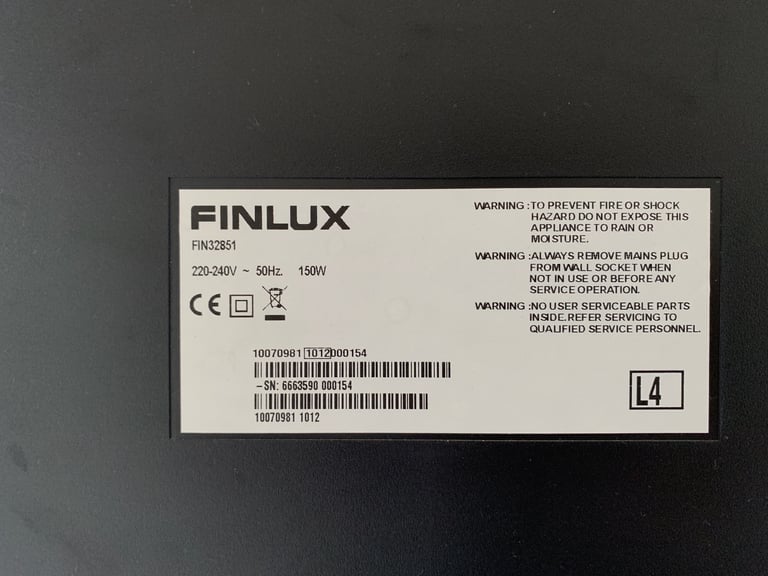 FINLUX
FIN32851
220-240V ~ 50Hz. 150W
CE
WARNING :TO PREVENT FIRE OR SHOCK
HAZARD DO NOT EXPOSE THIS
APPLIANCE TO RAIN OR
MOISTURE.
WARNING :ALWAYS REMOVE MAINS PLUG
FROM WALL SOCKET WHEN
NOT IN USE OR BEFORE ANY
SERVICE OPERATION.
WARNING :NO USER SERVICEABLE PARTS
INSIDE.REFER SERVICING TO
QUALIFIED SERVICE PERSONNEL.
10070981 1012000154
-SN: 6663590 000154
10070981 1012
L4